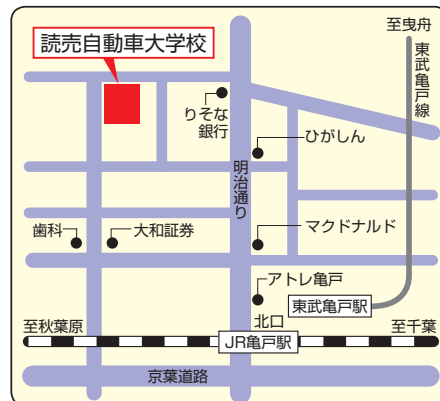 至曳舟
読売自動車大学校
東武亀戸線
りそな
銀行
ひがしん
明治通り
歯科
大和証券
マクドナルド
アトレ亀戸
東武亀戸駅
北口
至秋葉原
至千葉
JR亀戸駅
京葉道路